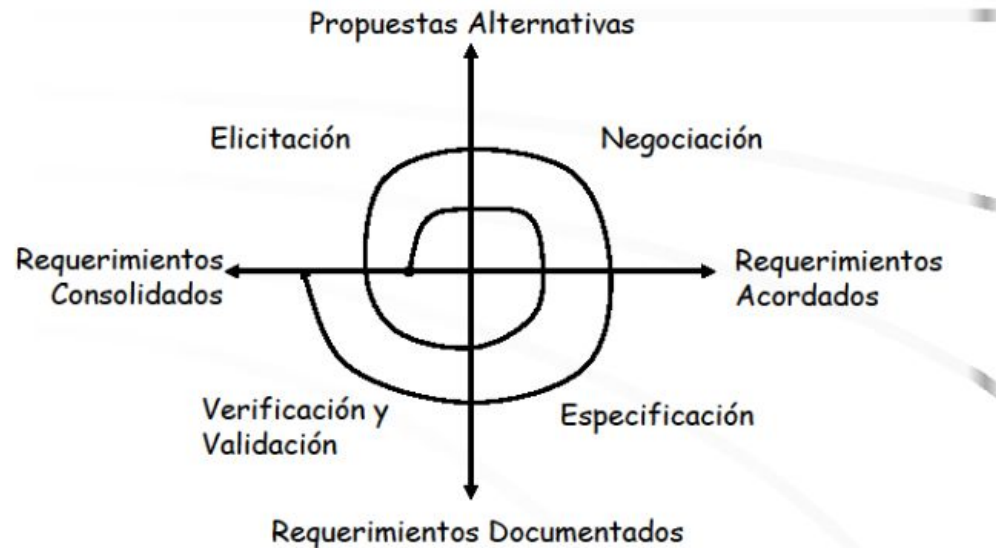 Propuestas Alternativas
Elicitación
Negociación
Requerimientos
Consolidados
Requerimientos
Acordados
Verificación y
Validación
Especificación
Requerimientos Documentados